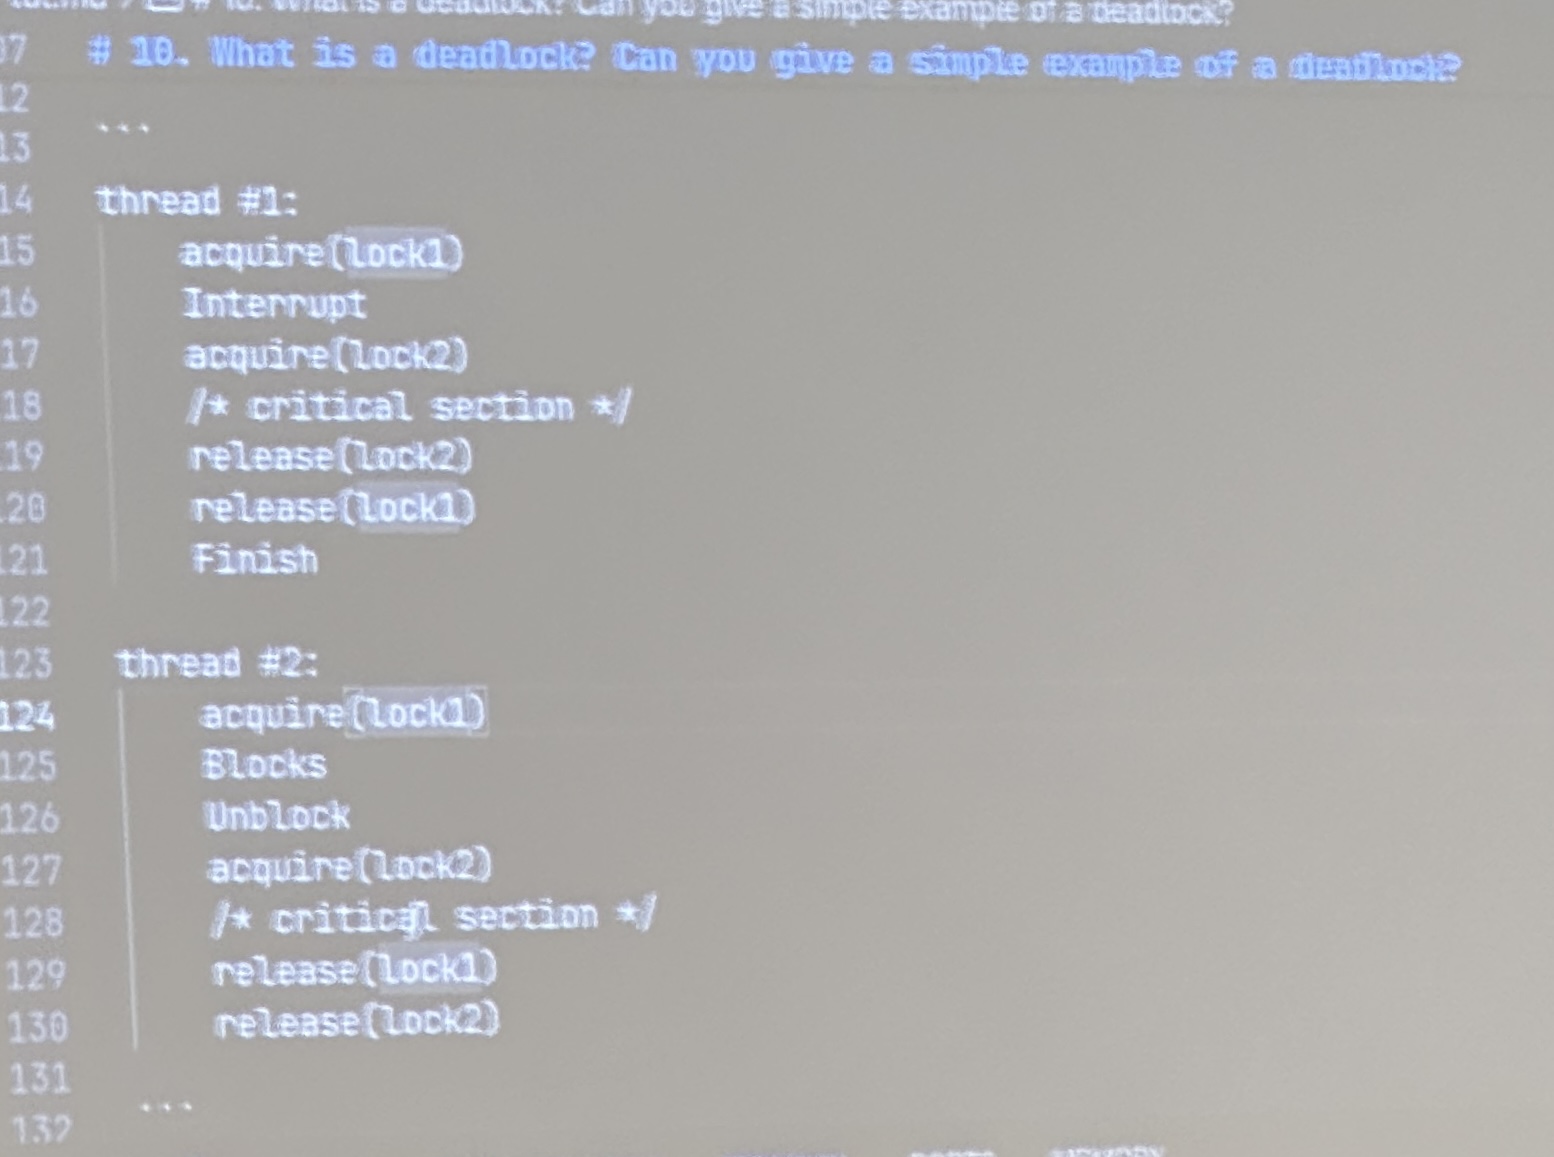 # 10. What is a deadlock? Can you give a simple example of a deadlock?
07 # 10. What is a deadlock? Can you give a simple example of a deadlock?
12
13 ```
14 thread #1:
15 acquire(lock1)
16 Interrupt
17 acquire(lock2)
18 /* critical section */
19 release(lock2)
120 release(lock1)
121 Finish
122
123 thread #2:
124 acquire(lock1)
125 Blocks
126 Unblock
127 acquire(lock2)
128 /* critical section */
129 release(lock1)
130 release(lock2)
131
132 ```